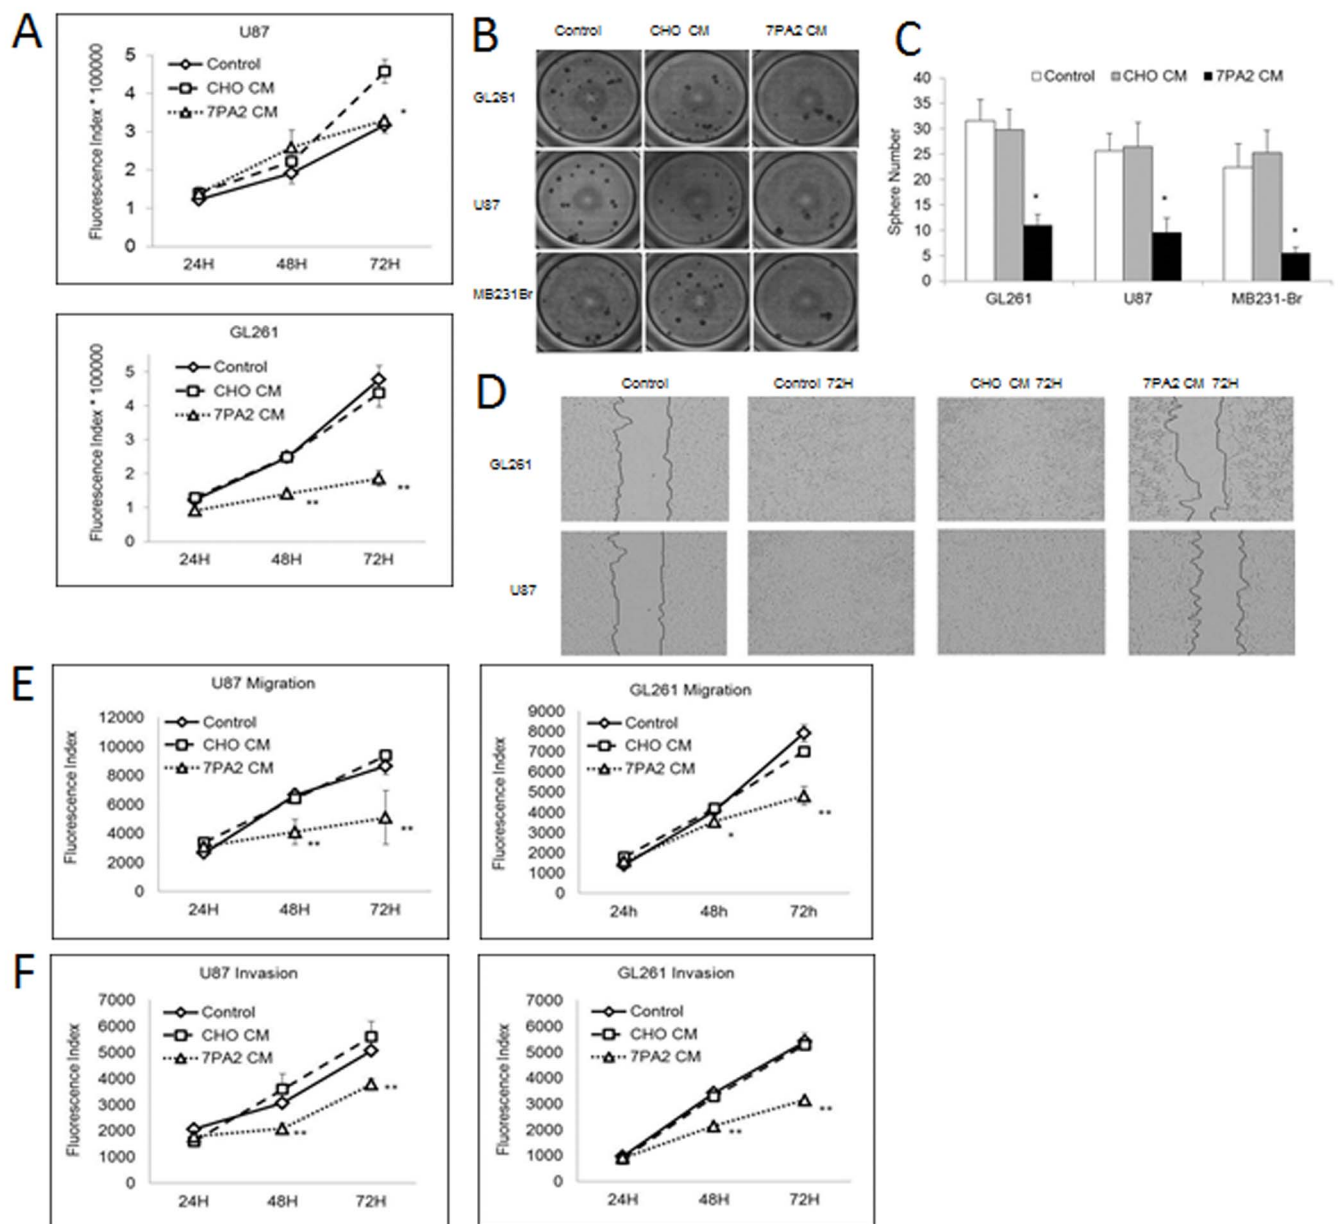 A
U87
Fluorescence Index * 100000
5
4
3
2
1
0
Control
CHO CM
7PA2 CM
*
24H 48H 72H
GL261
Fluorescence Index * 100000
5
4
3
2
1
0
Control
CHO CM
7PA2 CM
**
**
24H 48H 72H
B
Control CHO CM 7PA2 CM
GL261
U87
MB231Br
C
Control CHO CM 7PA2 CM
Sphere Number
40
35
30
25
20
15
10
5
0
*
*
*
GL261 U87 MB231-Br
D
Control Control 72H CHO CM 72H 7PA2 CM 72H
GL261
U87
E
U87 Migration
Fluorescence Index
12000
10000
8000
6000
4000
2000
0
Control
CHO CM
7PA2 CM
**
**
24H 48H 72H
GL261 Migration
Fluorescence Index
9000
8000
7000
6000
5000
4000
3000
2000
1000
0
Control
CHO CM
7PA2 CM
**
*
24h 48h 72h
F
U87 Invasion
Fluorescence Index
7000
6000
5000
4000
3000
2000
1000
0
Control
CHO CM
7PA2 CM
**
**
24H 48H 72H
GL261 Invasion
Fluorescence Index
7000
6000
5000
4000
3000
2000
1000
0
Control
CHO CM
7PA2 CM
**
**
24H 48H 72H